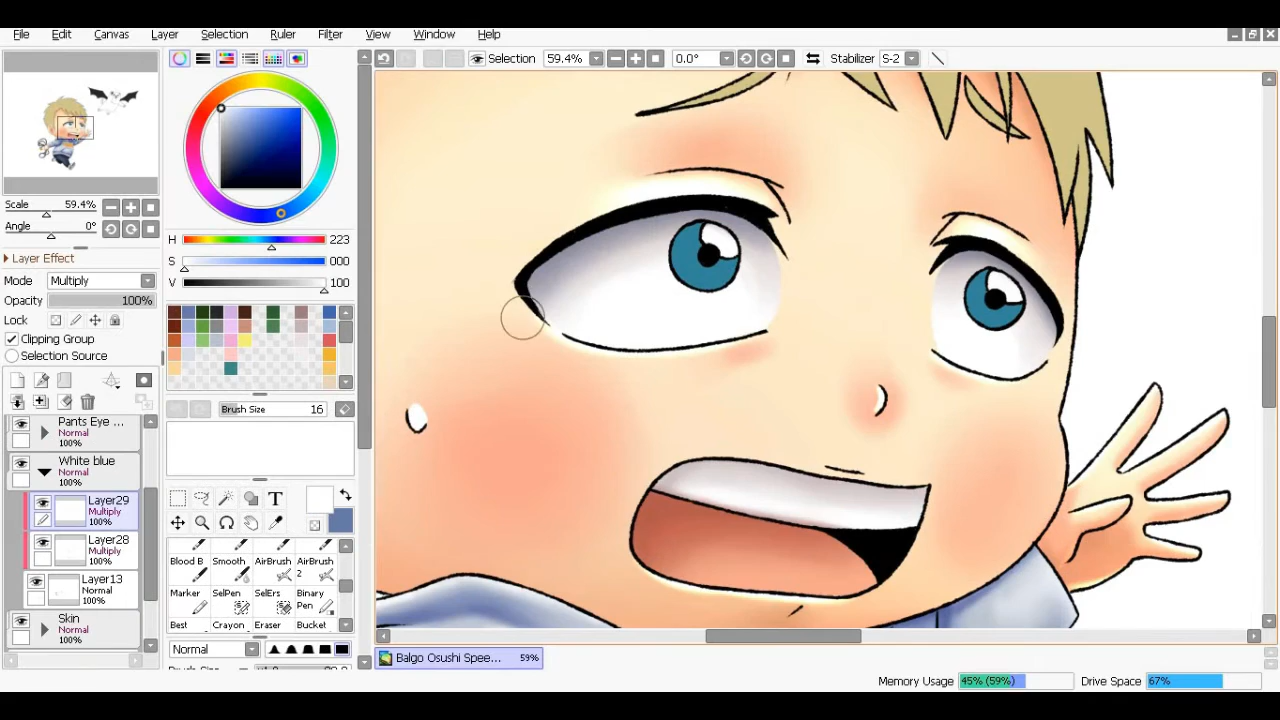 File Edit Canvas Layer Selection Ruler Filter View Window Help
Selection 59.4% 0.0° Stabilizer S-2
Scale 59.4%
Angle 0°
Layer Effect
Mode Multiply
Opacity 100%
Lock
Clipping Group
Selection Source
Pants Eye ...
Normal
100%
White blue
Normal
100%
Layer29
Multiply
100%
Layer28
Multiply
100%
Layer13
Normal
100%
Skin
Normal
100%
H 223
S 000
V 100
Brush Size 16
T
Blood B Smooth AirBrush AirBrush 2
Marker SelPen SelErs Binary Pen
Best Crayon Eraser Bucket
Normal
Balgo Osushi Spee... 59%
Memory Usage 45% (59%) Drive Space 67%